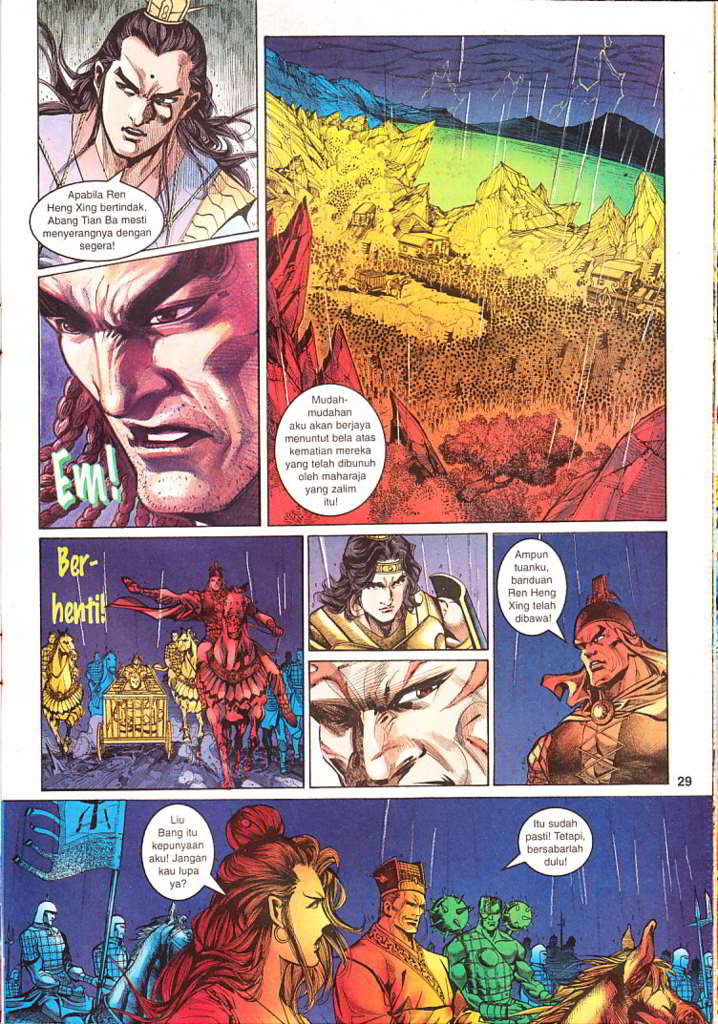 Apabila Ren
Heng Xing bertindak,
Abang Tian Ba mesti
menyerangnya dengan
segera!
Em!
Mudah-
mudahan
aku akan berjaya
menuntut bela atas
kematian mereka
yang telah dibunuh
oleh maharaja
yang zalim
itu!
Ber-
henti!
Ampun
tuanku,
banduan
Ren Heng
Xing telah
dibawa!
29
Liu
Bang itu
kepunyaan
aku! Jangan
kau lupa
ya?
Itu sudah
pasti! Tetapi,
bersabarlah
dulu!